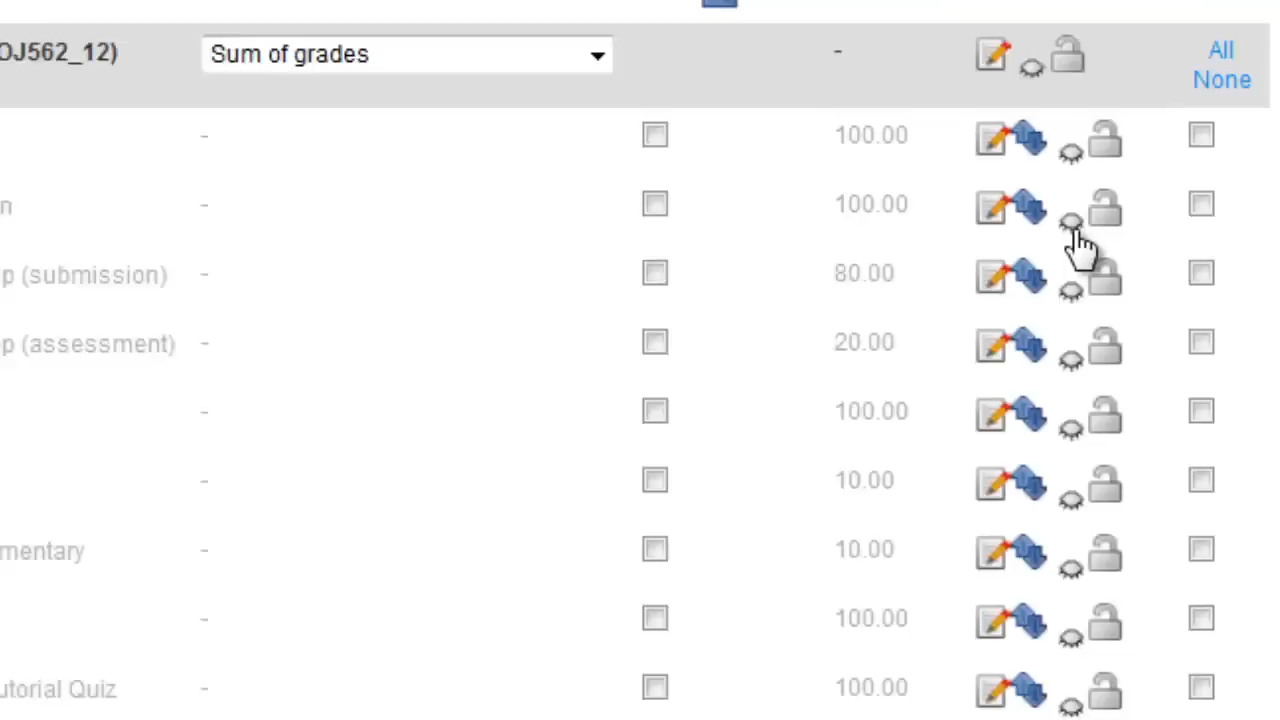 OJ562_12) Sum of grades - All
None
- 100.00
n - 100.00
p (submission) - 80.00
p (assessment) - 20.00
- 100.00
- 10.00
mentary - 10.00
- 100.00
utorial Quiz - 100.00